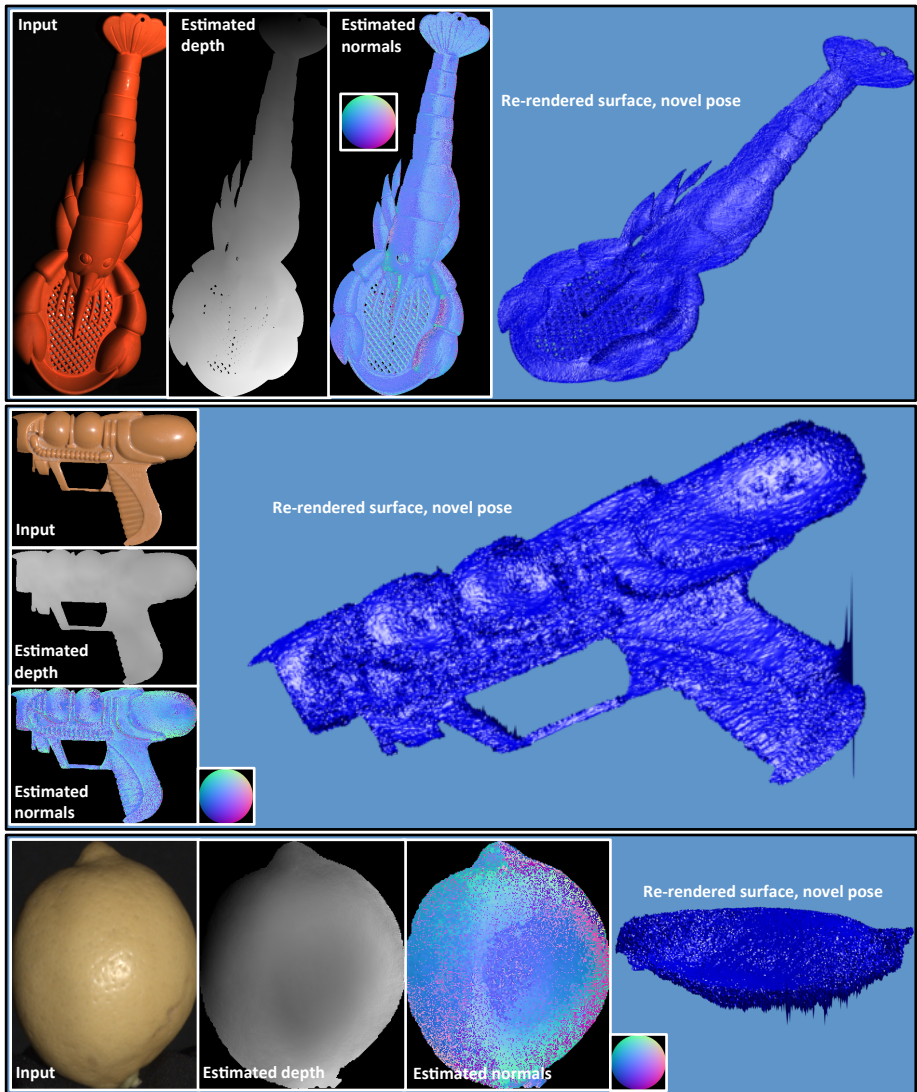 Input
Estimated
depth
Estimated
normals
Re-rendered surface, novel pose
Input
Estimated
depth
Estimated
normals
Re-rendered surface, novel pose
Input
Estimated depth
Estimated normals
Re-rendered surface, novel pose